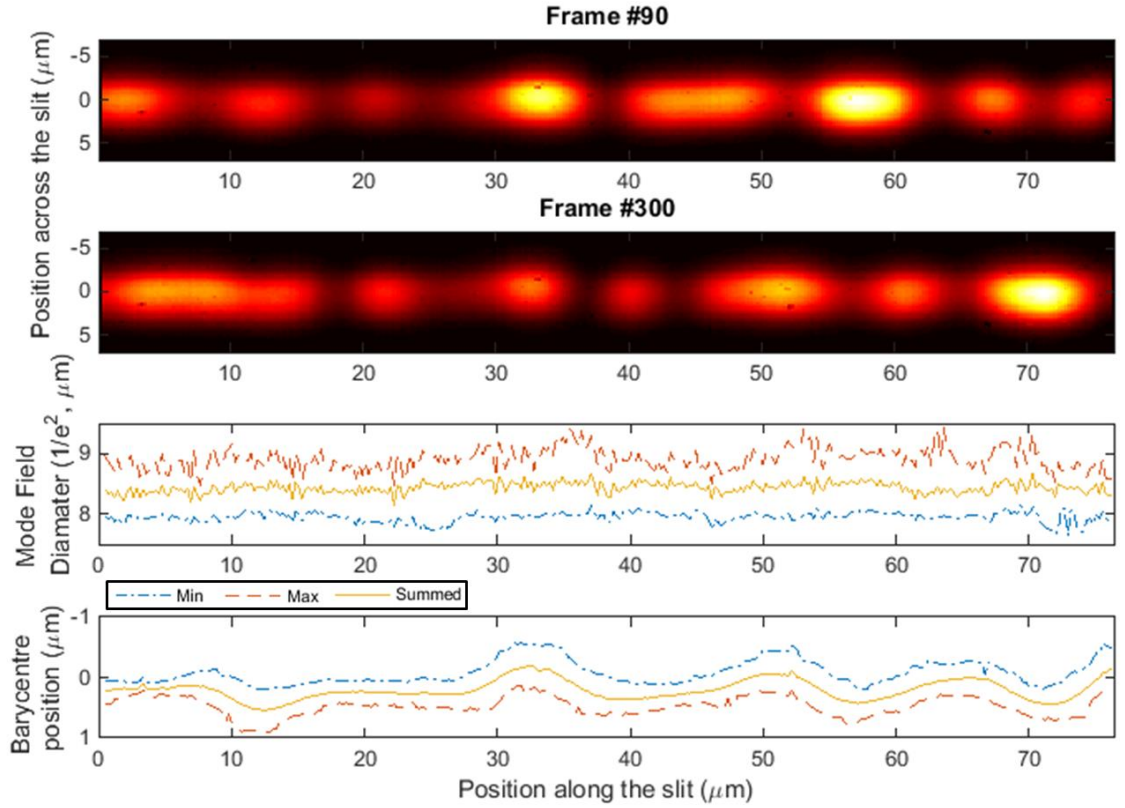 Frame #90
Position across the slit (μm)
-5
0
5
10 20 30 40 50 60 70
Frame #300
-5
0
5
10 20 30 40 50 60 70
Mode Field
Diamater (1/e², μm)
9
8
0 10 20 30 40 50 60 70
Min Max Summed
Barycentre
position (μm)
-1
0
1
0 10 20 30 40 50 60 70
Position along the slit (μm)